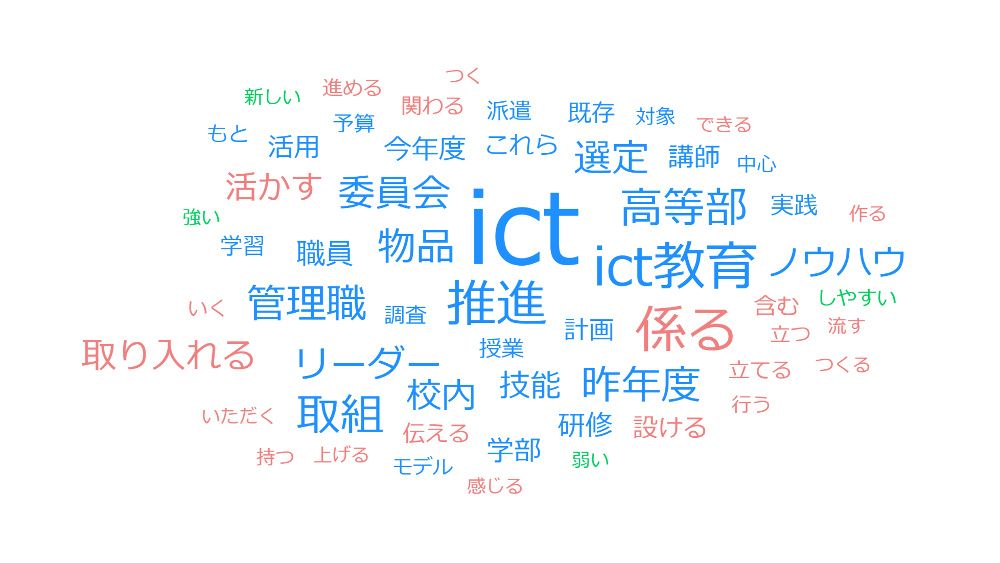 つく
新しい 進める
関わる 派遣 既存 対象 できる
もと 予算
活用 今年度 これら 選定 講師 中心
活かす 委員会 ict 高等部 実践 作る
強い
学習 職員 物品 ict教育 ノウハウ
いく 管理職 調査 推進 含む しやすい
計画 係る 立つ 流す
取り入れる リーダー 授業 立てる つくる
校内 技能 昨年度 行う
いただく 取組 伝える 研修 設ける
持つ 上げる モデル 学部 弱い
感じる